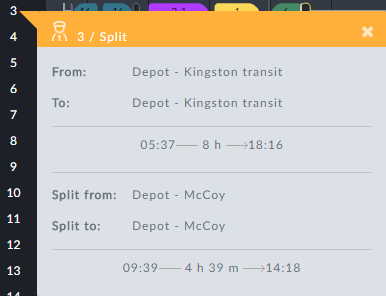 3
4
5
6
7
8
9
10
11
12
13
3 / Split
From: Depot - Kingston transit
To: Depot - Kingston transit
05:37 8 h 18:16
Split from: Depot - McCoy
Split to: Depot - McCoy
09:39 4 h 39 m 14:18